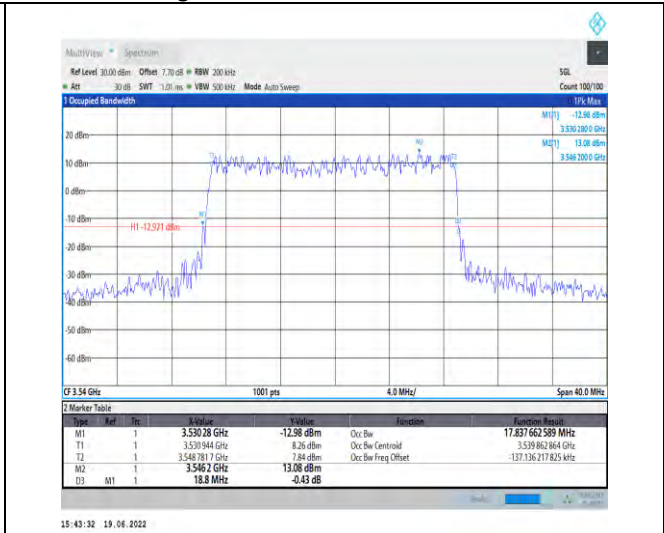 MultiView Spectrum
Ref Level 30.00 dBm Offset 7.70 dB RBW 200 kHz SGL
Att 30 dB SWT 1.01 ms VBW 500 kHz Mode Auto Sweep Count 100/100
1 Occupied Bandwidth 1Pk Max
M1[1] -12.98 dBm
3.530 280 0 GHz
M2[1] 13.08 dBm
3.546 200 0 GHz
M2
20 dBm
T1 T2
10 dBm
0 dBm
M1
-10 dBm
H1 -12.971 dBm
-20 dBm
-30 dBm
-40 dBm
-50 dBm
-60 dBm
CF 3.54 GHz 1001 pts 4.0 MHz/ Span 40.0 MHz
2 Marker Table
Type Ref Trc X-Value Y-Value Function Function Result
M1 1 3.530 28 GHz -12.98 dBm Occ Bw 17.837 662 589 MHz
T1 1 3.530 944 GHz 8.26 dBm Occ Bw Centroid 3.539 862 864 GHz
T2 1 3.548 781 7 GHz 7.84 dBm Occ Bw Freq Offset -137.136 217 825 kHz
M2 1 3.546 2 GHz 13.08 dBm
D3 M1 1 18.8 MHz -0.43 dB
15:43:32 19.06.2022